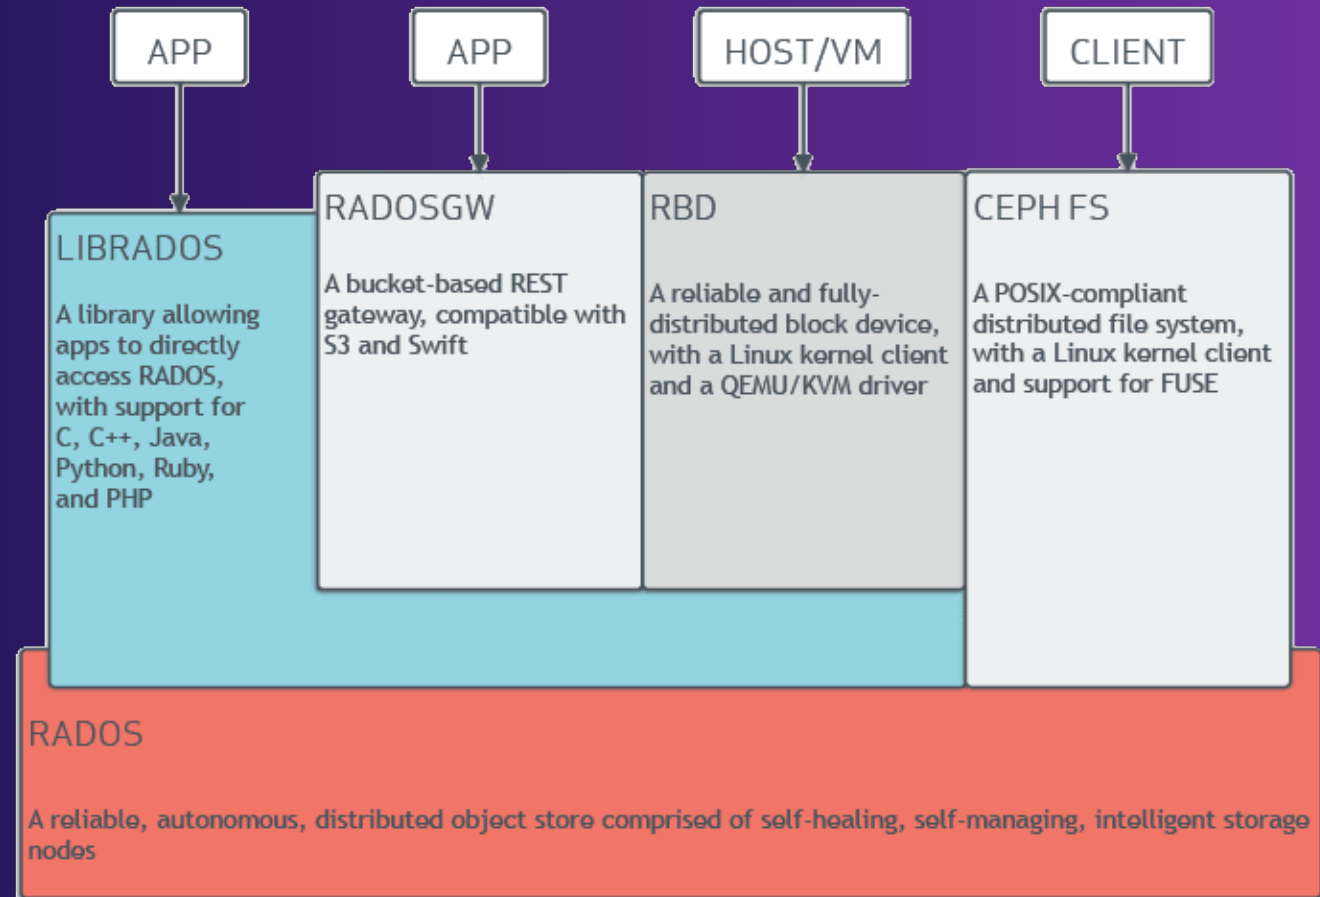 APP
APP
HOST/VM
CLIENT
LIBRADOS
A library allowing
apps to directly
access RADOS,
with support for
C, C++, Java,
Python, Ruby,
and PHP
RADOSGW
A bucket-based REST
gateway, compatible with
S3 and Swift
RBD
A reliable and fully-
distributed block device,
with a Linux kernel client
and a QEMU/KVM driver
CEPH FS
A POSIX-compliant
distributed file system,
with a Linux kernel client
and support for FUSE
RADOS
A reliable, autonomous, distributed object store comprised of self-healing, self-managing, intelligent storage
nodes